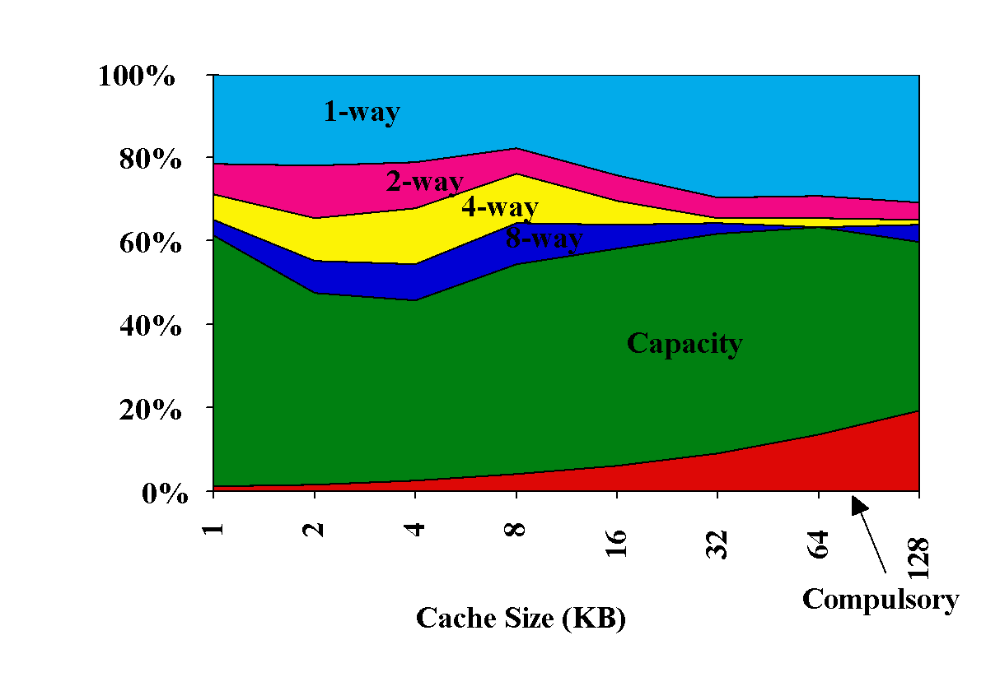 100%
80%
60%
40%
20%
0%
1-way
2-way
4-way
8-way
Capacity
1
2
4
8
16
32
64
128
Compulsory
Cache Size (KB)